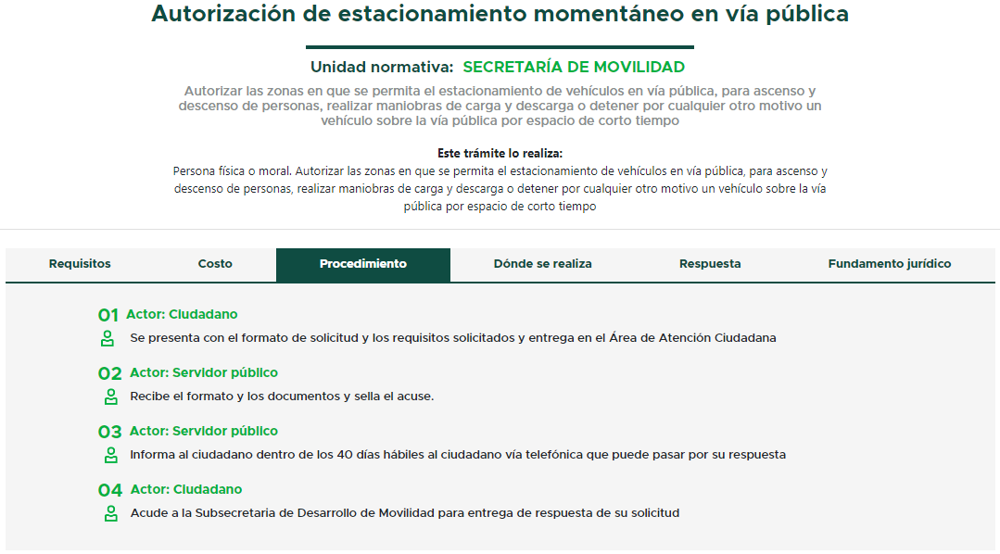 Autorización de estacionamiento momentáneo en vía pública
Unidad normativa: SECRETARÍA DE MOVILIDAD
Autorizar las zonas en que se permita el estacionamiento de vehículos en vía pública, para ascenso y
descenso de personas, realizar maniobras de carga y descarga o detener por cualquier otro motivo un
vehículo sobre la vía pública por espacio de corto tiempo
Este trámite lo realiza:
Persona física o moral. Autorizar las zonas en que se permita el estacionamiento de vehículos en vía pública, para ascenso y
descenso de personas, realizar maniobras de carga y descarga o detener por cualquier otro motivo un vehículo sobre la vía
pública por espacio de corto tiempo
Requisitos Costo Procedimiento Dónde se realiza Respuesta Fundamento jurídico
01 Actor: Ciudadano
Se presenta con el formato de solicitud y los requisitos solicitados y entrega en el Área de Atención Ciudadana
02 Actor: Servidor público
Recibe el formato y los documentos y sella el acuse.
03 Actor: Servidor público
Informa al ciudadano dentro de los 40 días hábiles al ciudadano vía telefónica que puede pasar por su respuesta
04 Actor: Ciudadano
Acude a la Subsecretaria de Desarrollo de Movilidad para entrega de respuesta de su solicitud